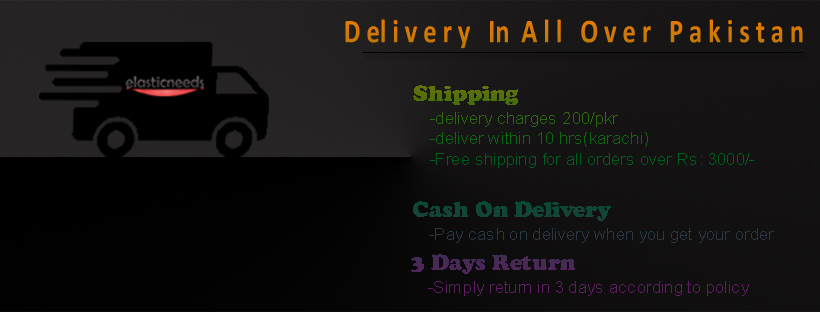 Delivery In All Over Pakistan
elasticneeds
Shipping
-delivery charges 200/pkr
-deliver within 10 hrs(karachi)
-Free shipping for all orders over Rs: 3000/-
Cash On Delivery
-Pay cash on delivery when you get your order
3 Days Return
-Simply return in 3 days according to policy